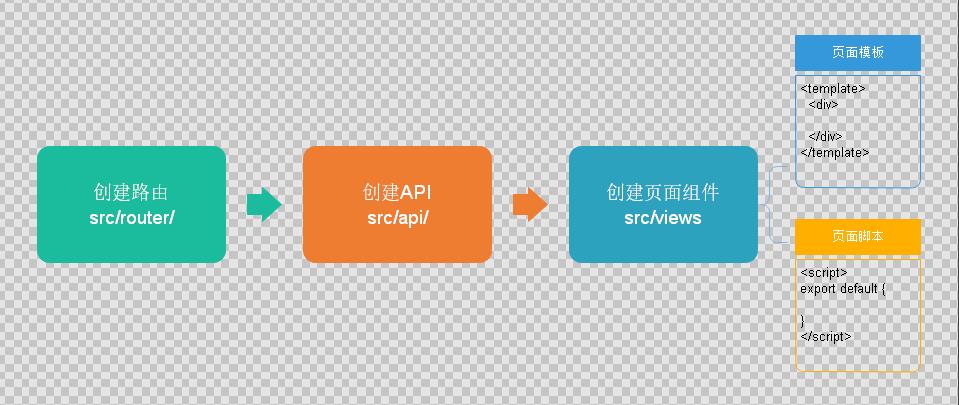 创建路由
src/router/
创建API
src/api/
创建页面组件
src/views
页面模板
<template>
<div>
</div>
</template>
页面脚本
<script>
export default {
}
</script>